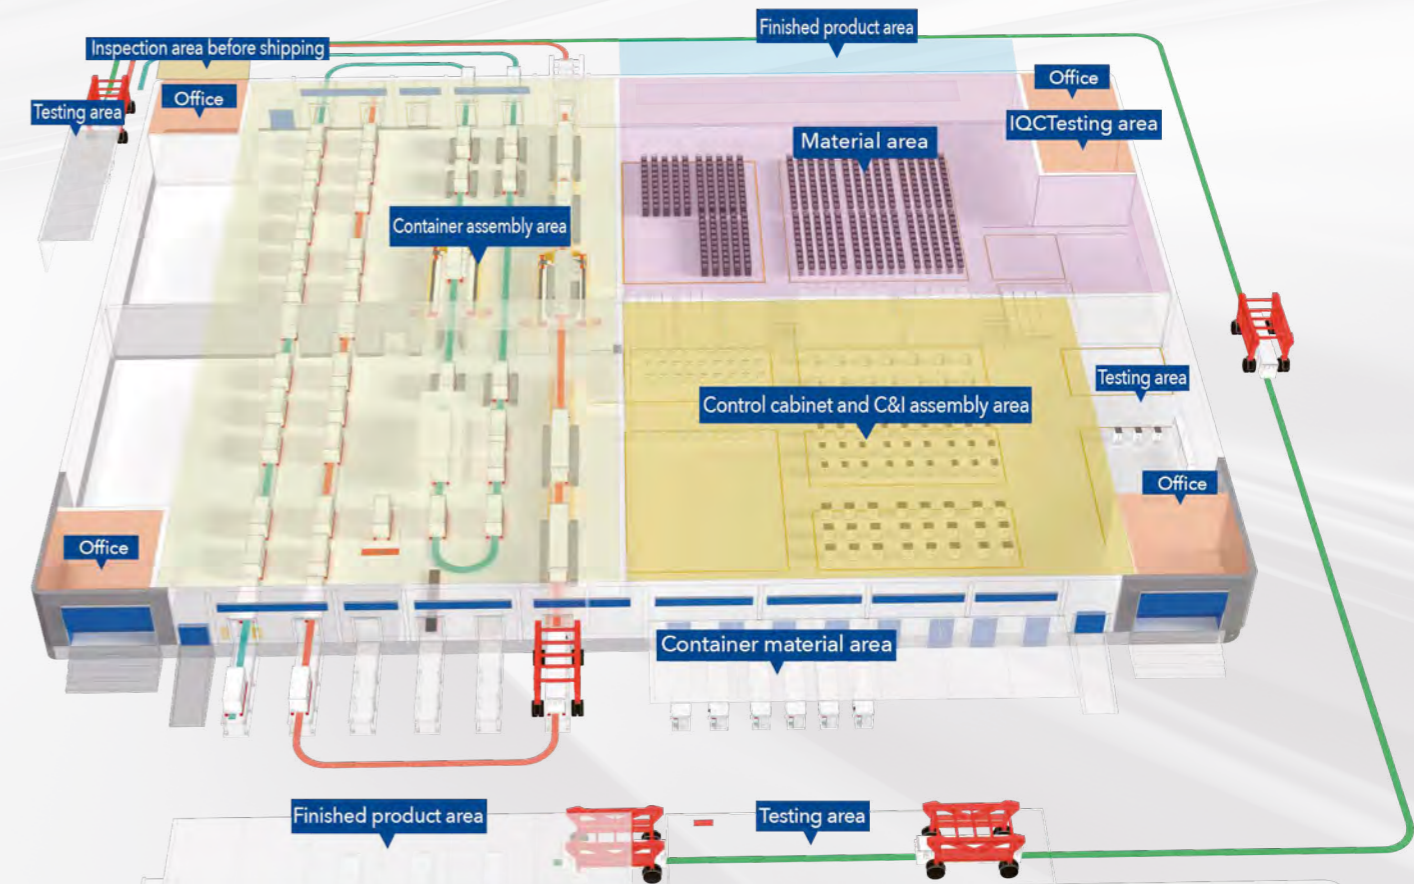 Finished product area
Inspection area before shipping
Office
Office
Testing area
IQCTesting area
Material area
Container assembly area
Testing area
Control cabinet and C&I assembly area
Office
Office
Container material area
Finished product area
Testing area